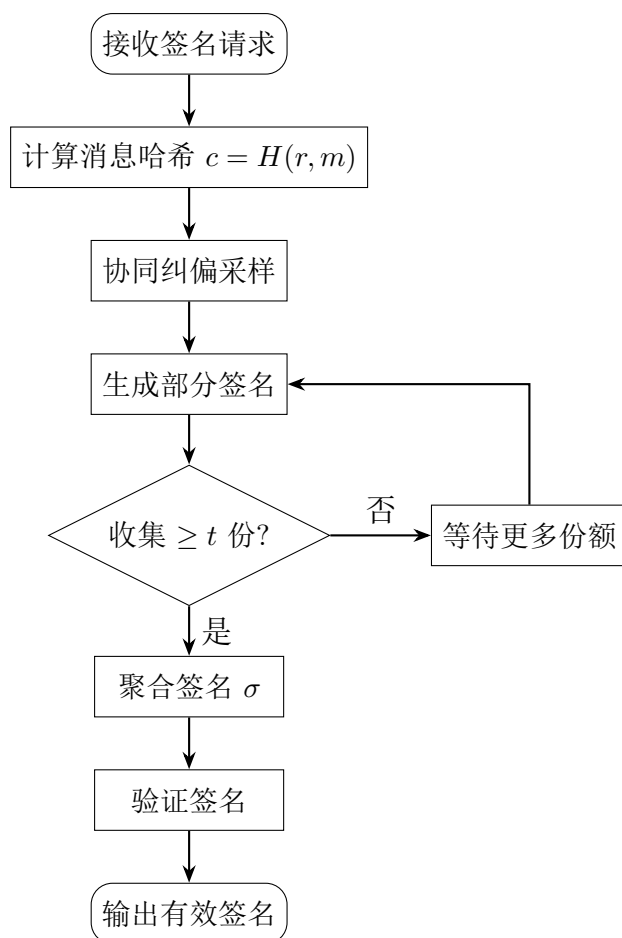 接收签名请求
计算消息哈希 c = H(r, m)
协同纠偏采样
生成部分签名
收集 ≥ t 份?
否
等待更多份额
是
聚合签名 σ
验证签名
输出有效签名